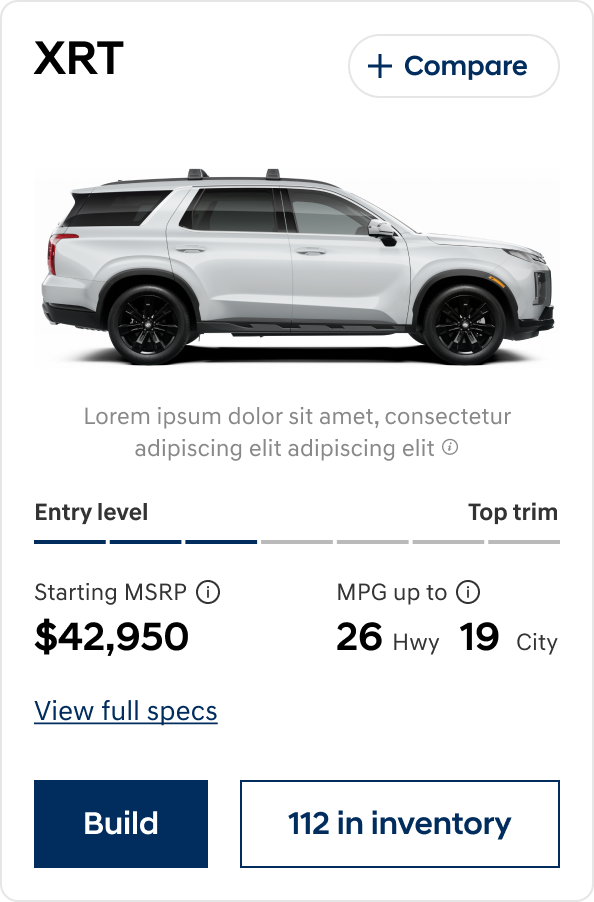 XRT
+ Compare
Lorem ipsum dolor sit amet, consectetur
adipiscing elit adipiscing elit
Entry level
Top trim
Starting MSRP
MPG up to
$42,950
26 Hwy 19 City
View full specs
Build
112 in inventory